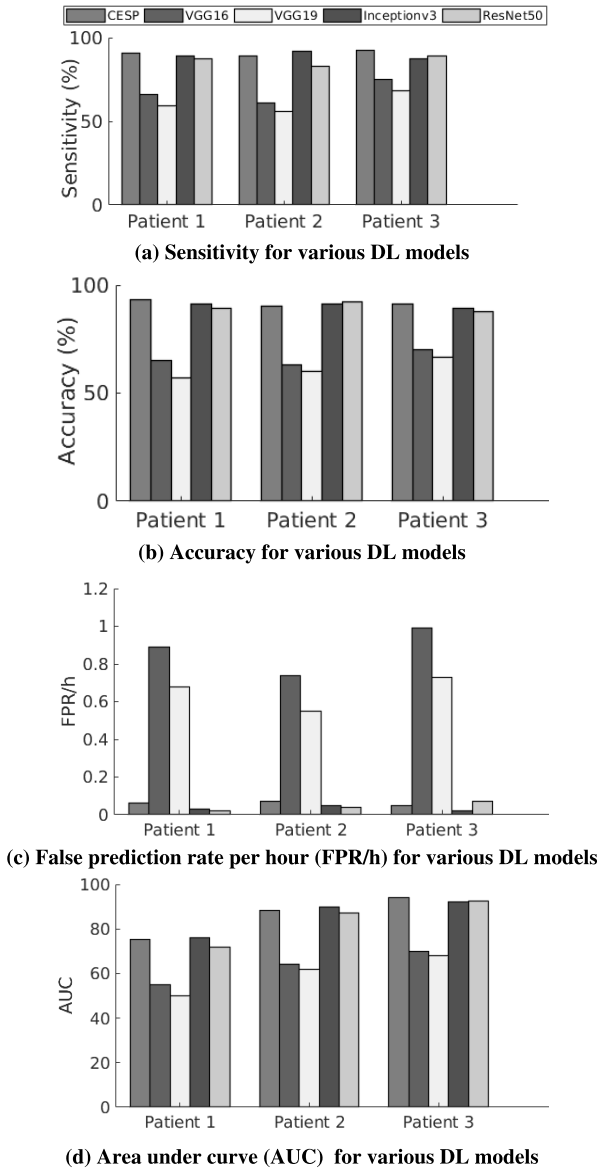 CESP VGG16 VGG19 Inceptionv3 ResNet50
Sensitivity (%)
100
50
0
Patient 1 Patient 2 Patient 3
(a) Sensitivity for various DL models
Accuracy (%)
100
50
0
Patient 1 Patient 2 Patient 3
(b) Accuracy for various DL models
FPR/h
1.2
1
0.8
0.6
0.4
0.2
0
Patient 1 Patient 2 Patient 3
(c) False prediction rate per hour (FPR/h) for various DL models
AUC
100
80
60
40
20
0
Patient 1 Patient 2 Patient 3
(d) Area under curve (AUC) for various DL models